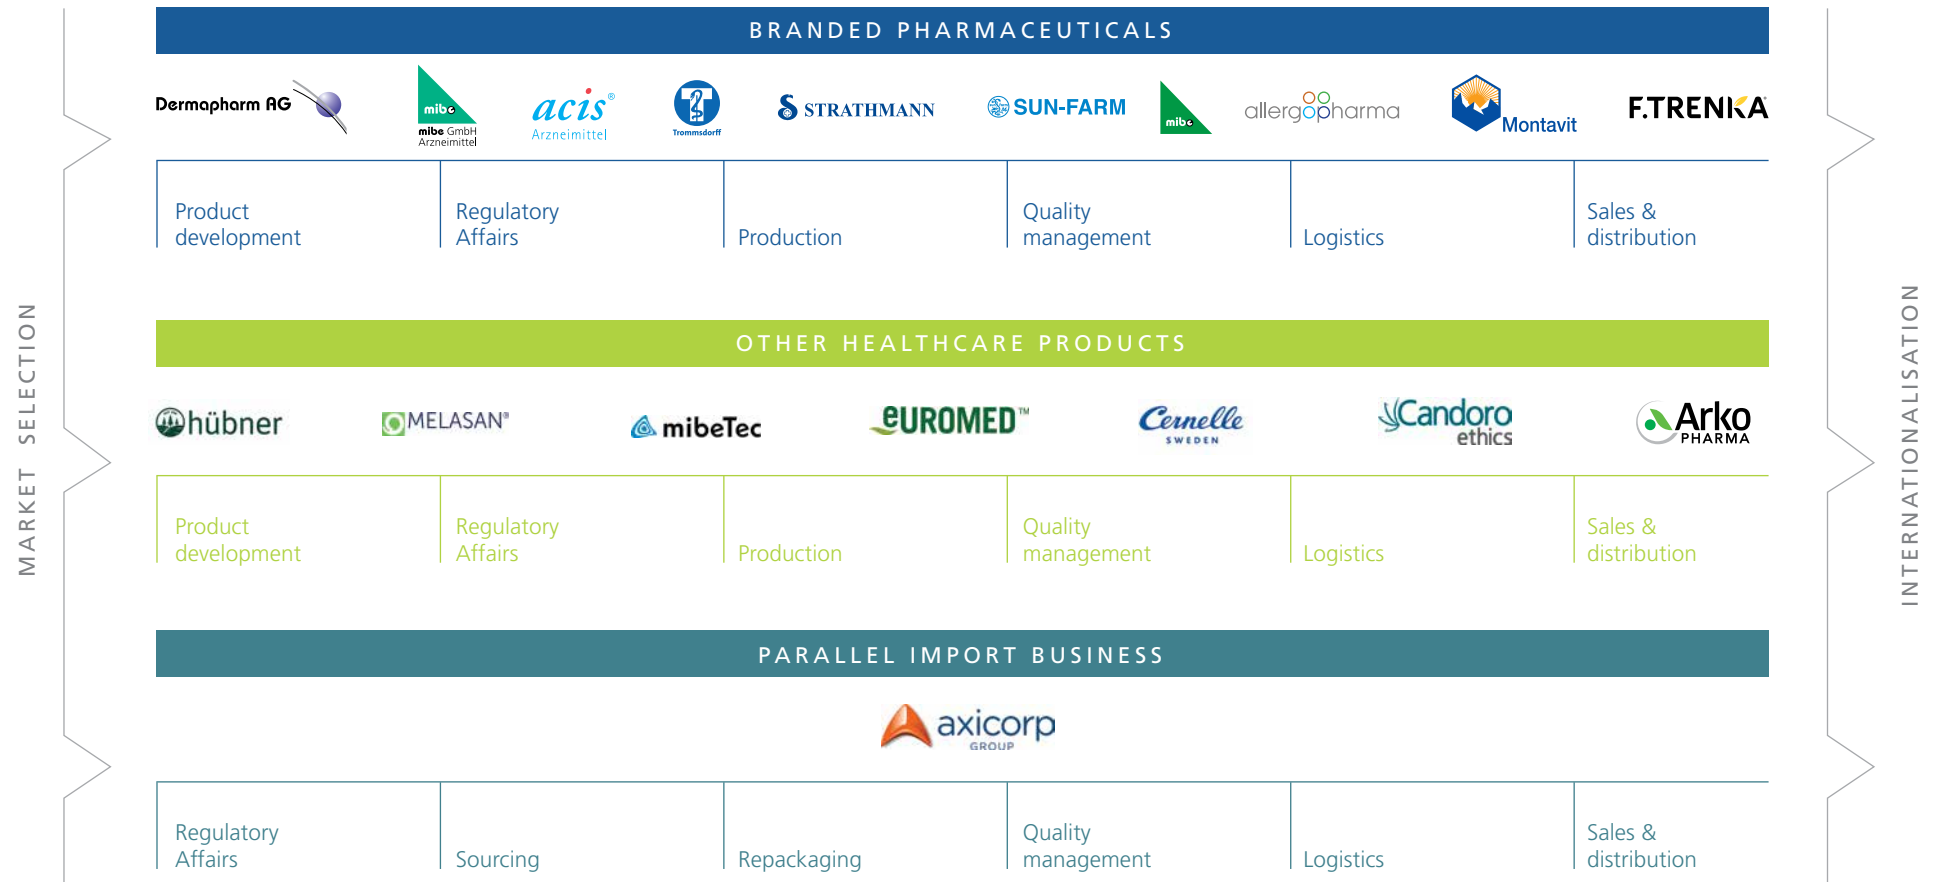 BRANDED PHARMACEUTICALS
Dermapharm AG
mibe
mibe GmbH
Arzneimittel
acis®
Arzneimittel
T
Trommsdorff
STRATHMANN
SUN-FARM
mibe
allergopharma
Montavit
F.TRENKA
Product
development
Regulatory
Affairs
Production
Quality
management
Logistics
Sales &
distribution
MARKET SELECTION
INTERNATIONALISATION
OTHER HEALTHCARE PRODUCTS
hübner
MELASAN®
mibeTec
euromed™
Cernelle
SWEDEN
Candoro
ethics
Arko
PHARMA
Product
development
Regulatory
Affairs
Production
Quality
management
Logistics
Sales &
distribution
PARALLEL IMPORT BUSINESS
axicorp
GROUP
Regulatory
Affairs
Sourcing
Repackaging
Quality
management
Logistics
Sales &
distribution